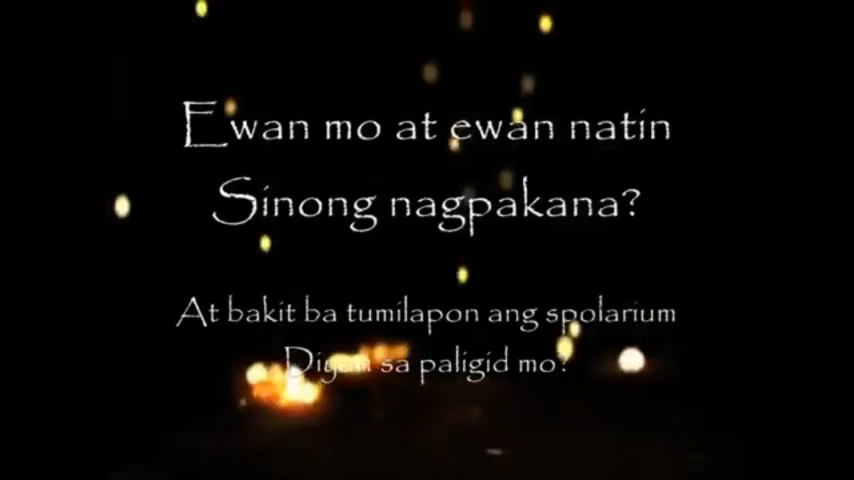 Ewan mo at ewan natin
Sinong nagpakana?
At bakit ba tumilapon ang spolarium
Diyan sa paligid mo?